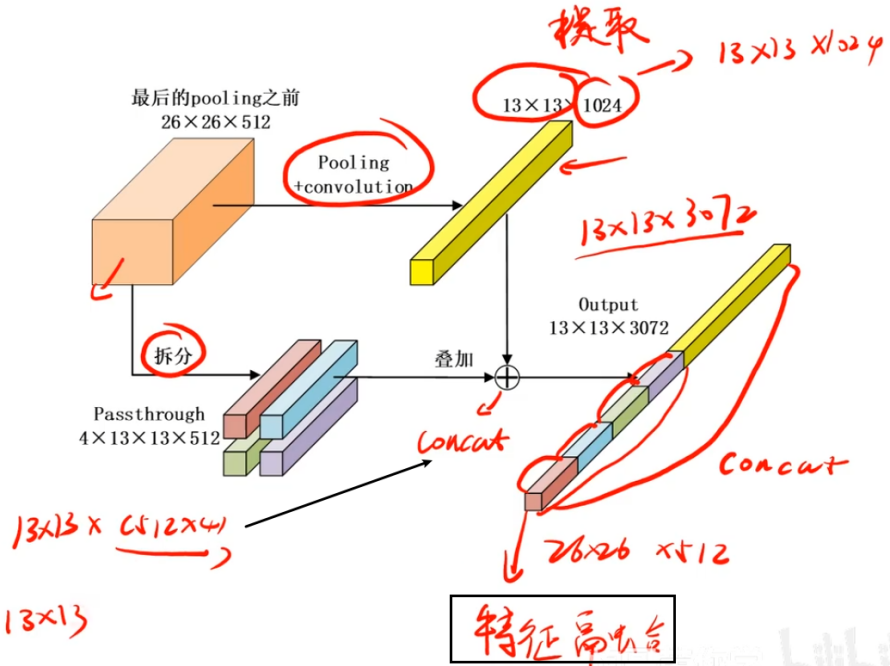 提取
13×13×1024
最后的pooling之前
26×26×512
13×13×1024
Pooling
+convolution
13×13×3072
Output
13×13×3072
拆分
叠加
Passthrough
4×13×13×512
concat
concat
13×13×(512×4)
26×26×512
13×13
特征融合